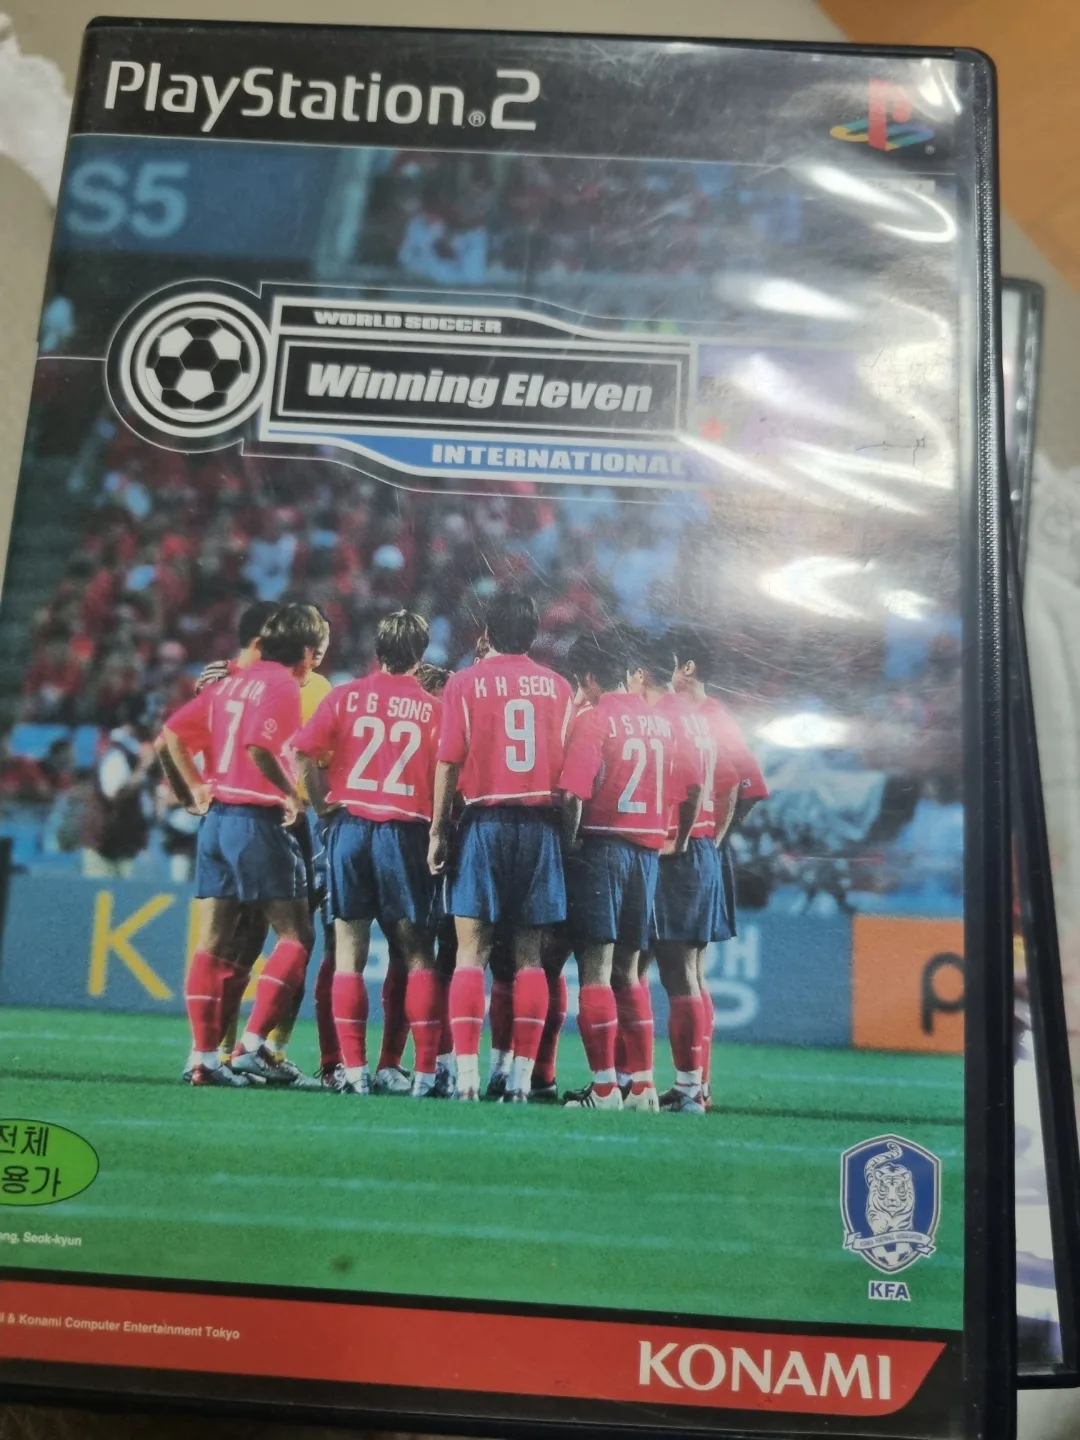 PlayStation®2
S5
WORLD SOCCER
Winning Eleven
INTERNATIONAL
7
C G SONG
22
K H SEOL
9
J S PARK
21
K
전체
용가
Seok-kyun
KFA
& Konami Computer Entertainment Tokyo
KONAMI